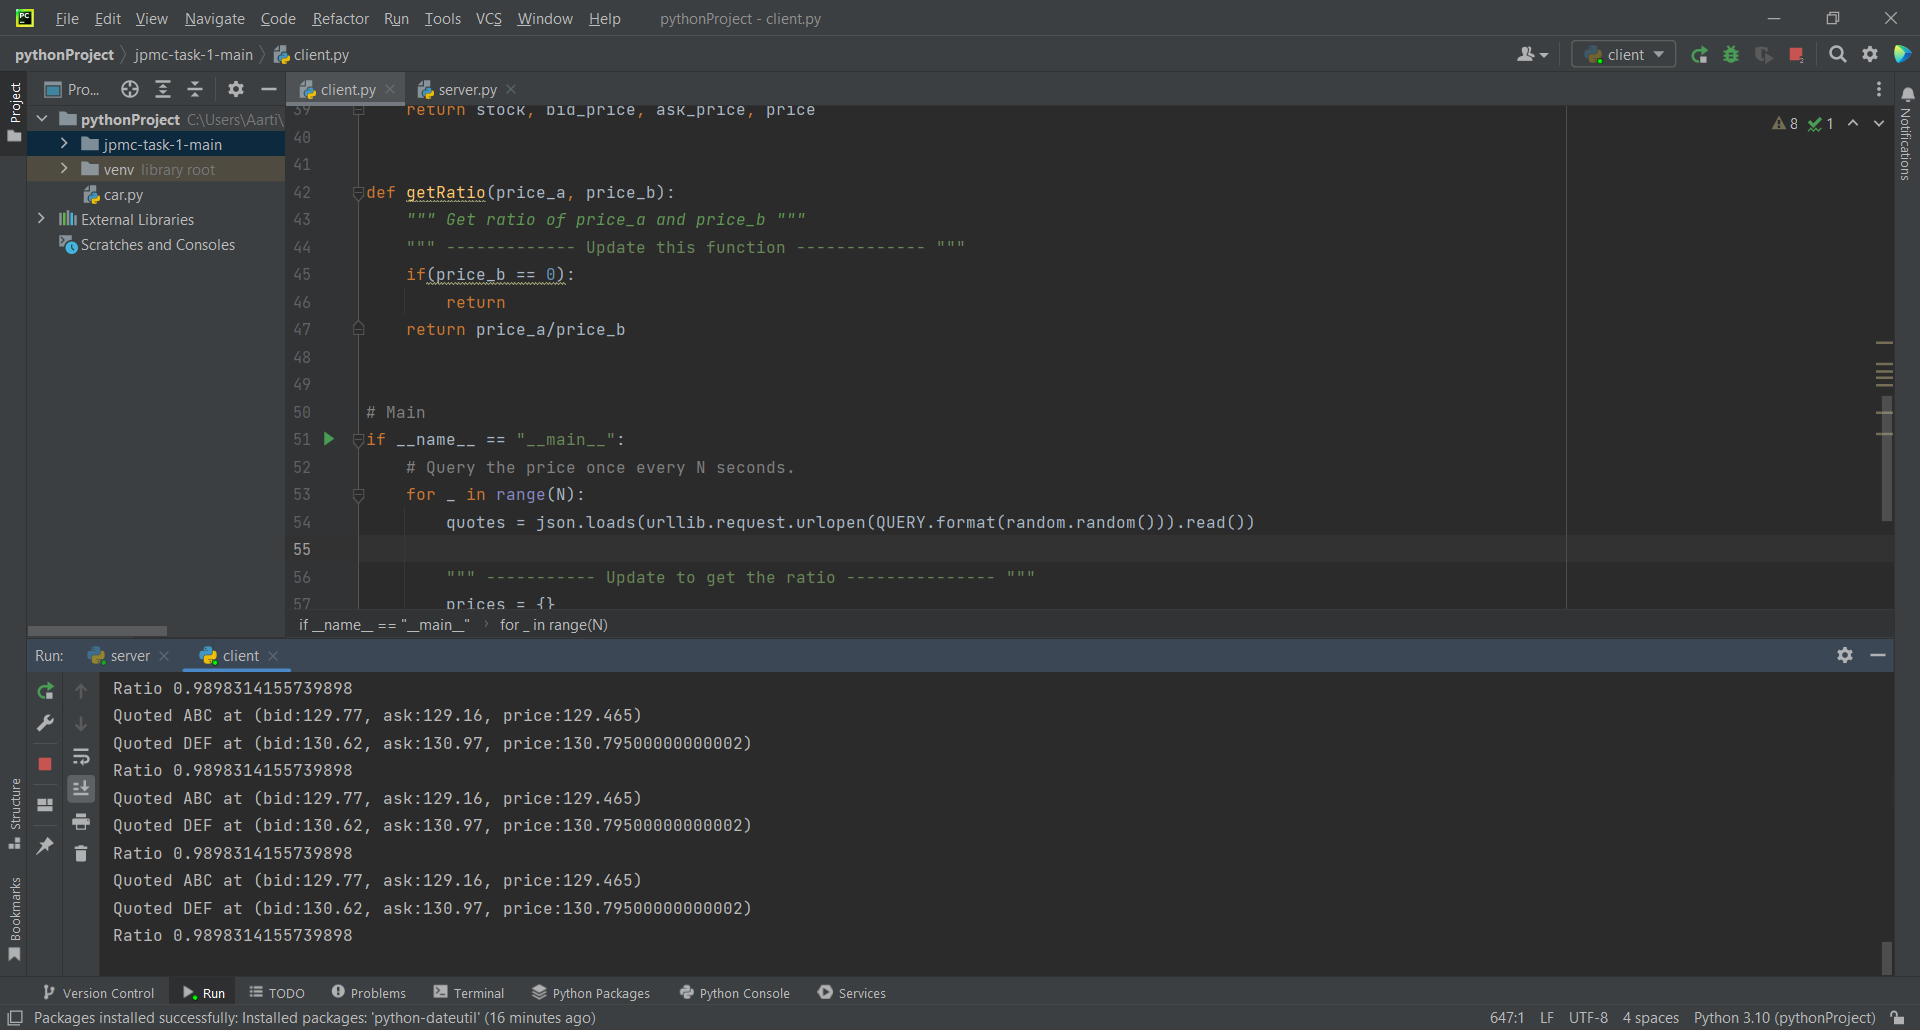 PC
File Edit View Navigate Code Refactor Run Tools VCS Window Help pythonProject - client.py
pythonProject jpmc-task-1-main client.py
client
Project
Pro...
client.py server.py
pythonProject C:\Users\Aarti\
jpmc-task-1-main
venv library root
car.py
External Libraries
Scratches and Consoles
39 return stock, bid_price, ask_price, price
8 1
40
41
42 def getRatio(price_a, price_b):
43 """ Get ratio of price_a and price_b """
44 """ ------------- Update this function ------------- """
45 if(price_b == 0):
46 return
47 return price_a/price_b
48
49
50 # Main
51 if __name__ == "__main__":
52 # Query the price once every N seconds.
53 for _ in range(N):
54 quotes = json.loads(urllib.request.urlopen(QUERY.format(random.random())).read())
55
56 """ ----------- Update to get the ratio --------------- """
57 prices = {}
if __name__ == "__main__" for _ in range(N)
Notifications
Run: server client
Ratio 0.9898314155739898
Quoted ABC at (bid:129.77, ask:129.16, price:129.465)
Quoted DEF at (bid:130.62, ask:130.97, price:130.79500000000002)
Ratio 0.9898314155739898
Quoted ABC at (bid:129.77, ask:129.16, price:129.465)
Quoted DEF at (bid:130.62, ask:130.97, price:130.79500000000002)
Ratio 0.9898314155739898
Quoted ABC at (bid:129.77, ask:129.16, price:129.465)
Quoted DEF at (bid:130.62, ask:130.97, price:130.79500000000002)
Ratio 0.9898314155739898
Structure
Bookmarks
Version Control Run TODO Problems Terminal Python Packages Python Console Services
Packages installed successfully: Installed packages: 'python-dateutil' (16 minutes ago) 647:1 LF UTF-8 4 spaces Python 3.10 (pythonProject)